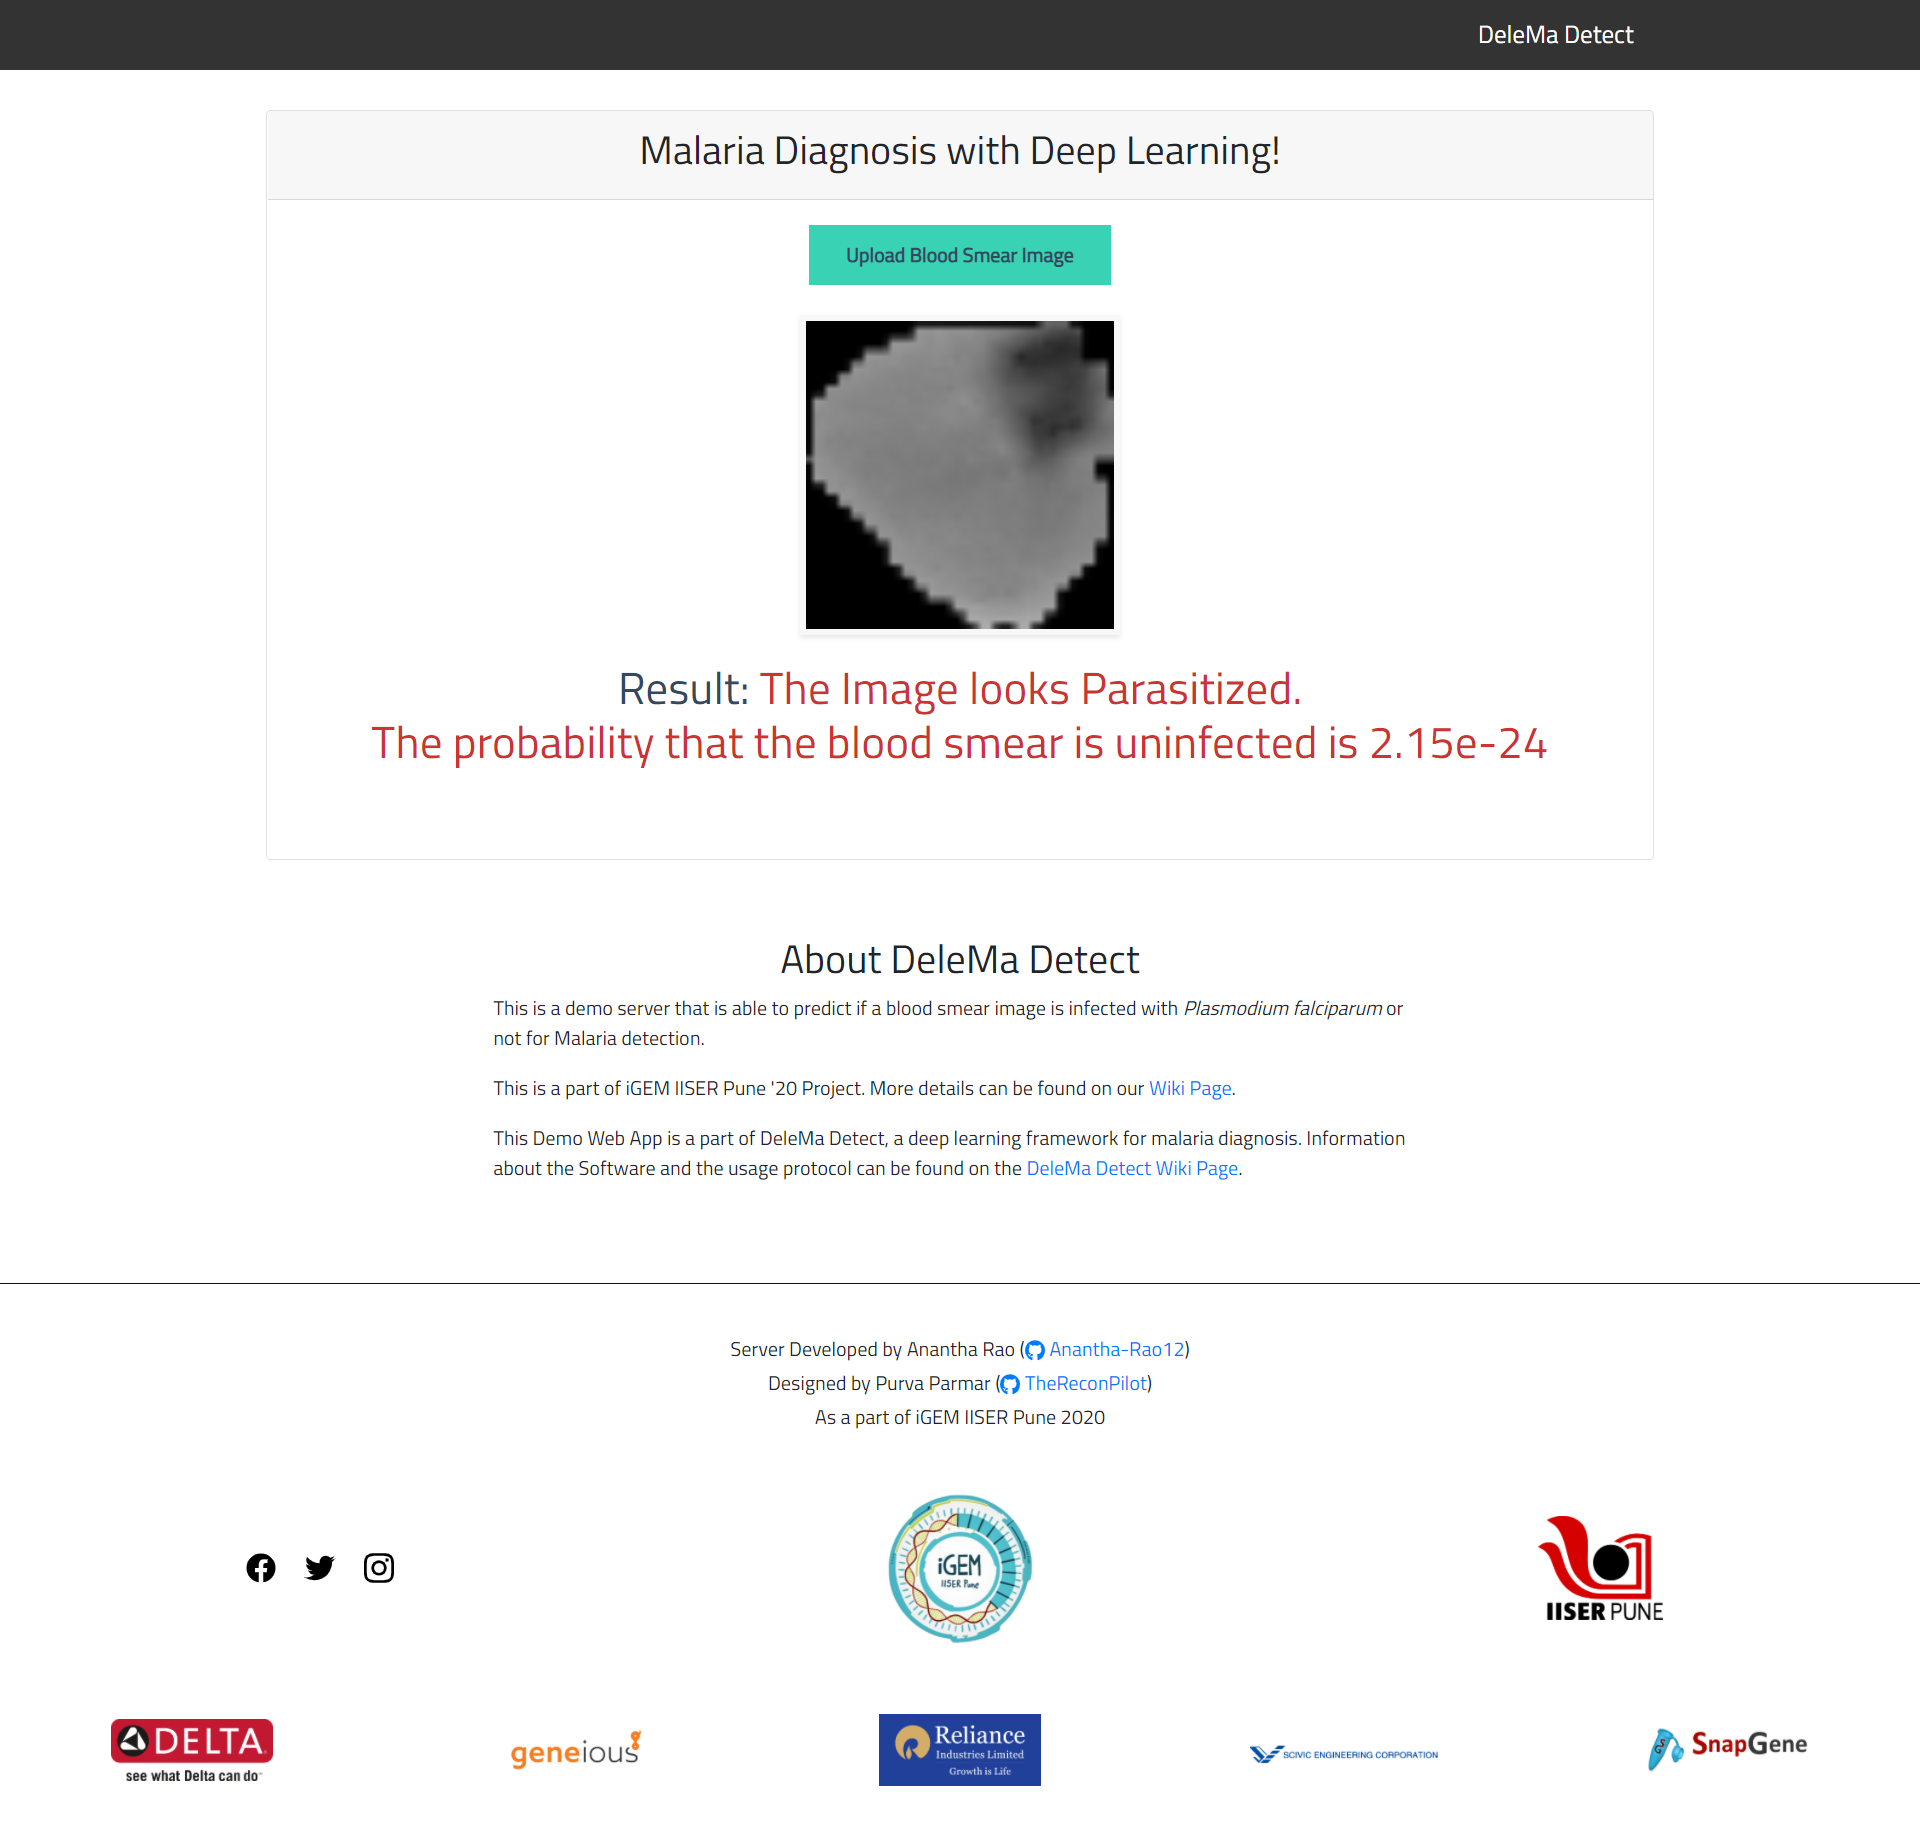 DeleMa Detect
Malaria Diagnosis with Deep Learning!
Upload Blood Smear Image
Result: The Image looks Parasitized.
The probability that the blood smear is uninfected is 2.15e-24
About DeleMa Detect
This is a demo server that is able to predict if a blood smear image is infected with Plasmodium falciparum or
not for Malaria detection.
This is a part of iGEM IISER Pune '20 Project. More details can be found on our Wiki Page.
This Demo Web App is a part of DeleMa Detect, a deep learning framework for malaria diagnosis. Information
about the Software and the usage protocol can be found on the DeleMa Detect Wiki Page.
Server Developed by Anantha Rao ( Anantha-Rao12)
Designed by Purva Parmar ( TheReconPilot)
As a part of iGEM IISER Pune 2020
iGEM
IISER Pune
IISER PUNE
DELTA
see what Delta can do
geneious
Reliance
Industries Limited
Growth is Life
SCIVIC ENGINEERING CORPORATION
SnapGene